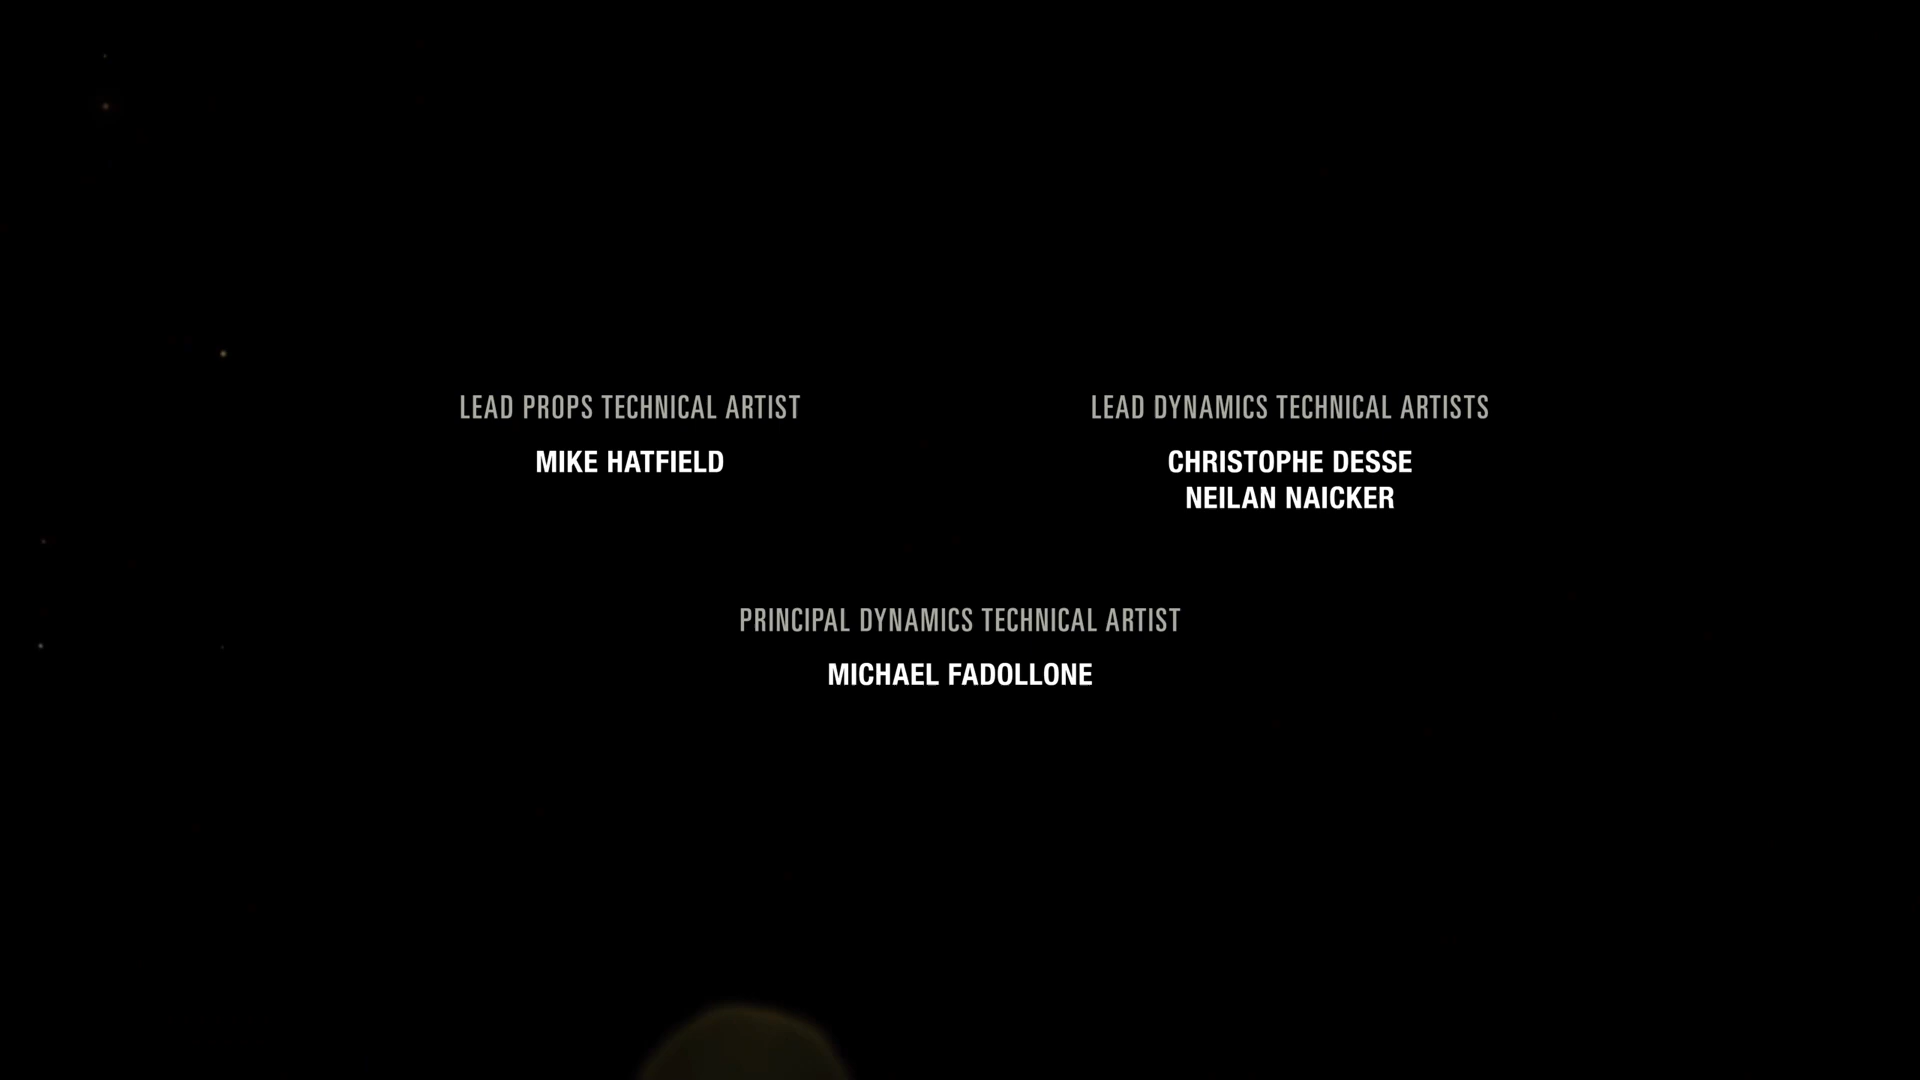 LEAD PROPS TECHNICAL ARTIST
MIKE HATFIELD
LEAD DYNAMICS TECHNICAL ARTISTS
CHRISTOPHE DESSE
NEILAN NAICKER
PRINCIPAL DYNAMICS TECHNICAL ARTIST
MICHAEL FADOLLONE